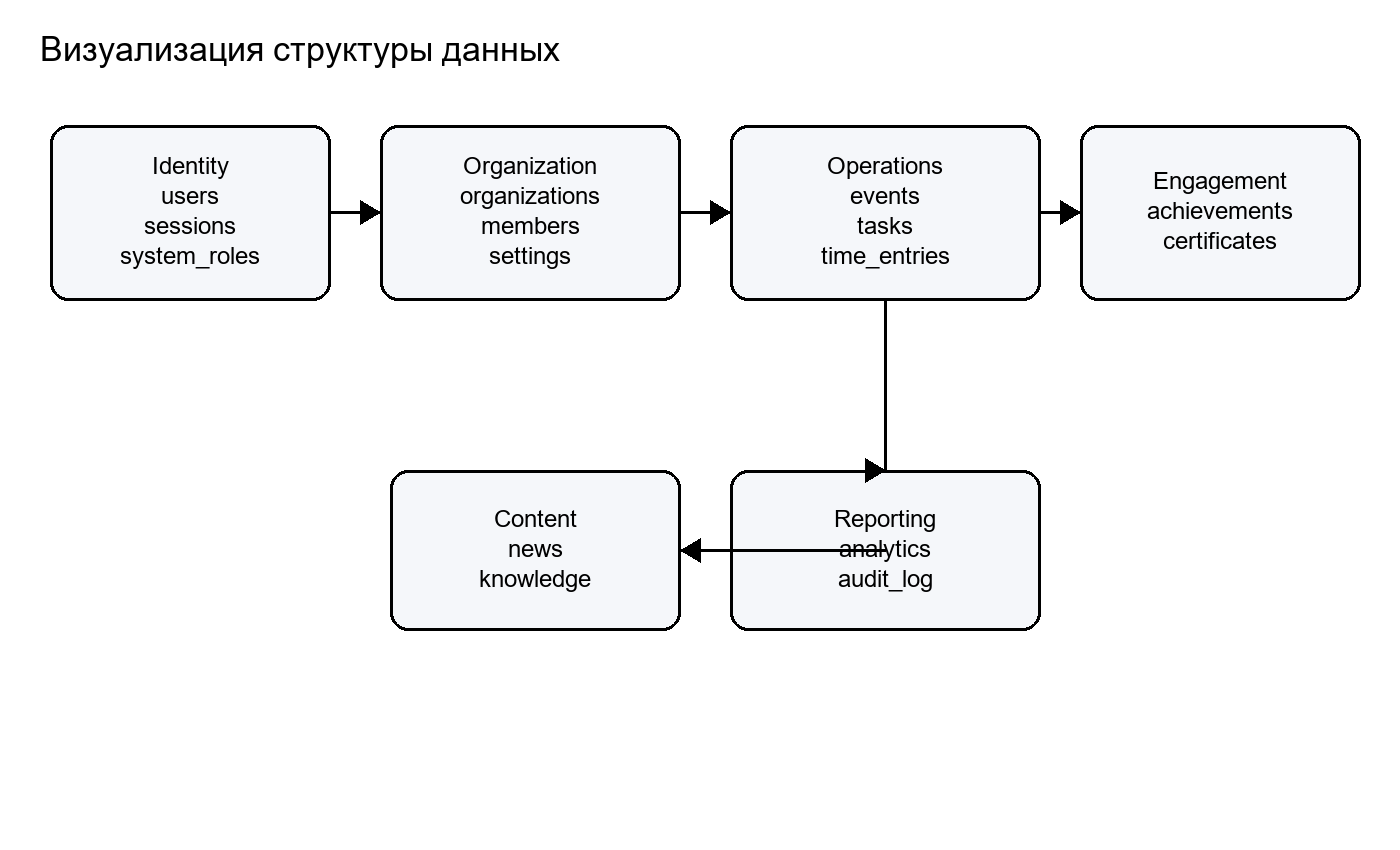 Визуализация структуры данных
Identity
users
sessions
system_roles
Organization
organizations
members
settings
Operations
events
tasks
time_entries
Engagement
achievements
certificates
Content
news
knowledge
Reporting
analytics
audit_log